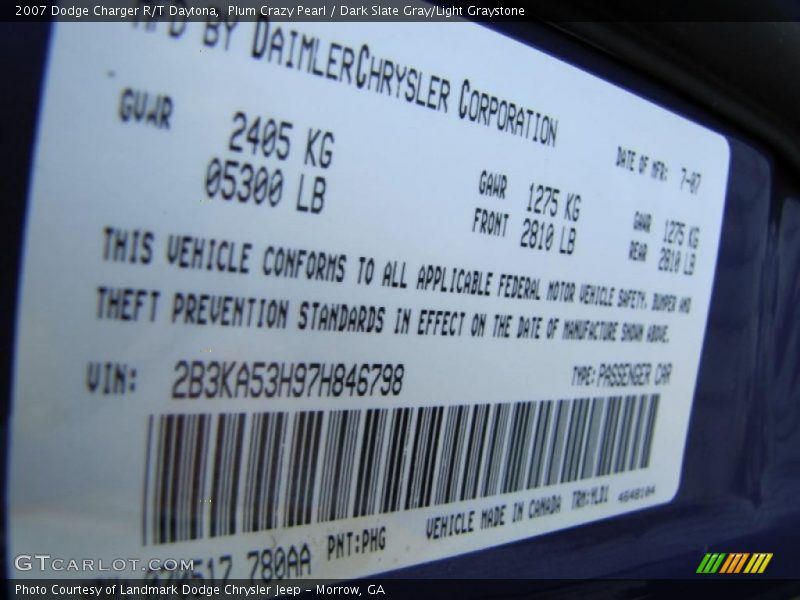 2007 Dodge Charger R/T Daytona,  Plum Crazy Pearl / Dark Slate Gray/Light Graystone
MFD BY DAIMLERCHRYSLER CORPORATION
DATE OF MFR: 7-07
GVWR 2405 KG
05300 LB
GAWR 1275 KG
FRONT 2810 LB
GAWR 1275 KG
REAR 2810 LB
THIS VEHICLE CONFORMS TO ALL APPLICABLE FEDERAL MOTOR VEHICLE SAFETY, BUMPER AND
THEFT PREVENTION STANDARDS IN EFFECT ON THE DATE OF MANUFACTURE SHOWN ABOVE.
VIN: 2B3KA53H97H846798
TYPE: PASSENGER CAR
VEHICLE MADE IN CANADA TRM:MLD1
PNT:PHG
780AA
GTCARLOT.COM
Photo Courtesy of Landmark Dodge Chrysler Jeep – Morrow, GA